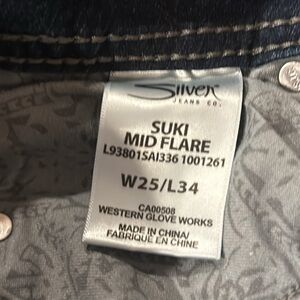 Silver
JEANS CO.
SUKI
MID FLARE
L93801SAI336 1001261
W25/L34
CA00508
WESTERN GLOVE WORKS
MADE IN CHINA/
FABRIQUÉ EN CHINE